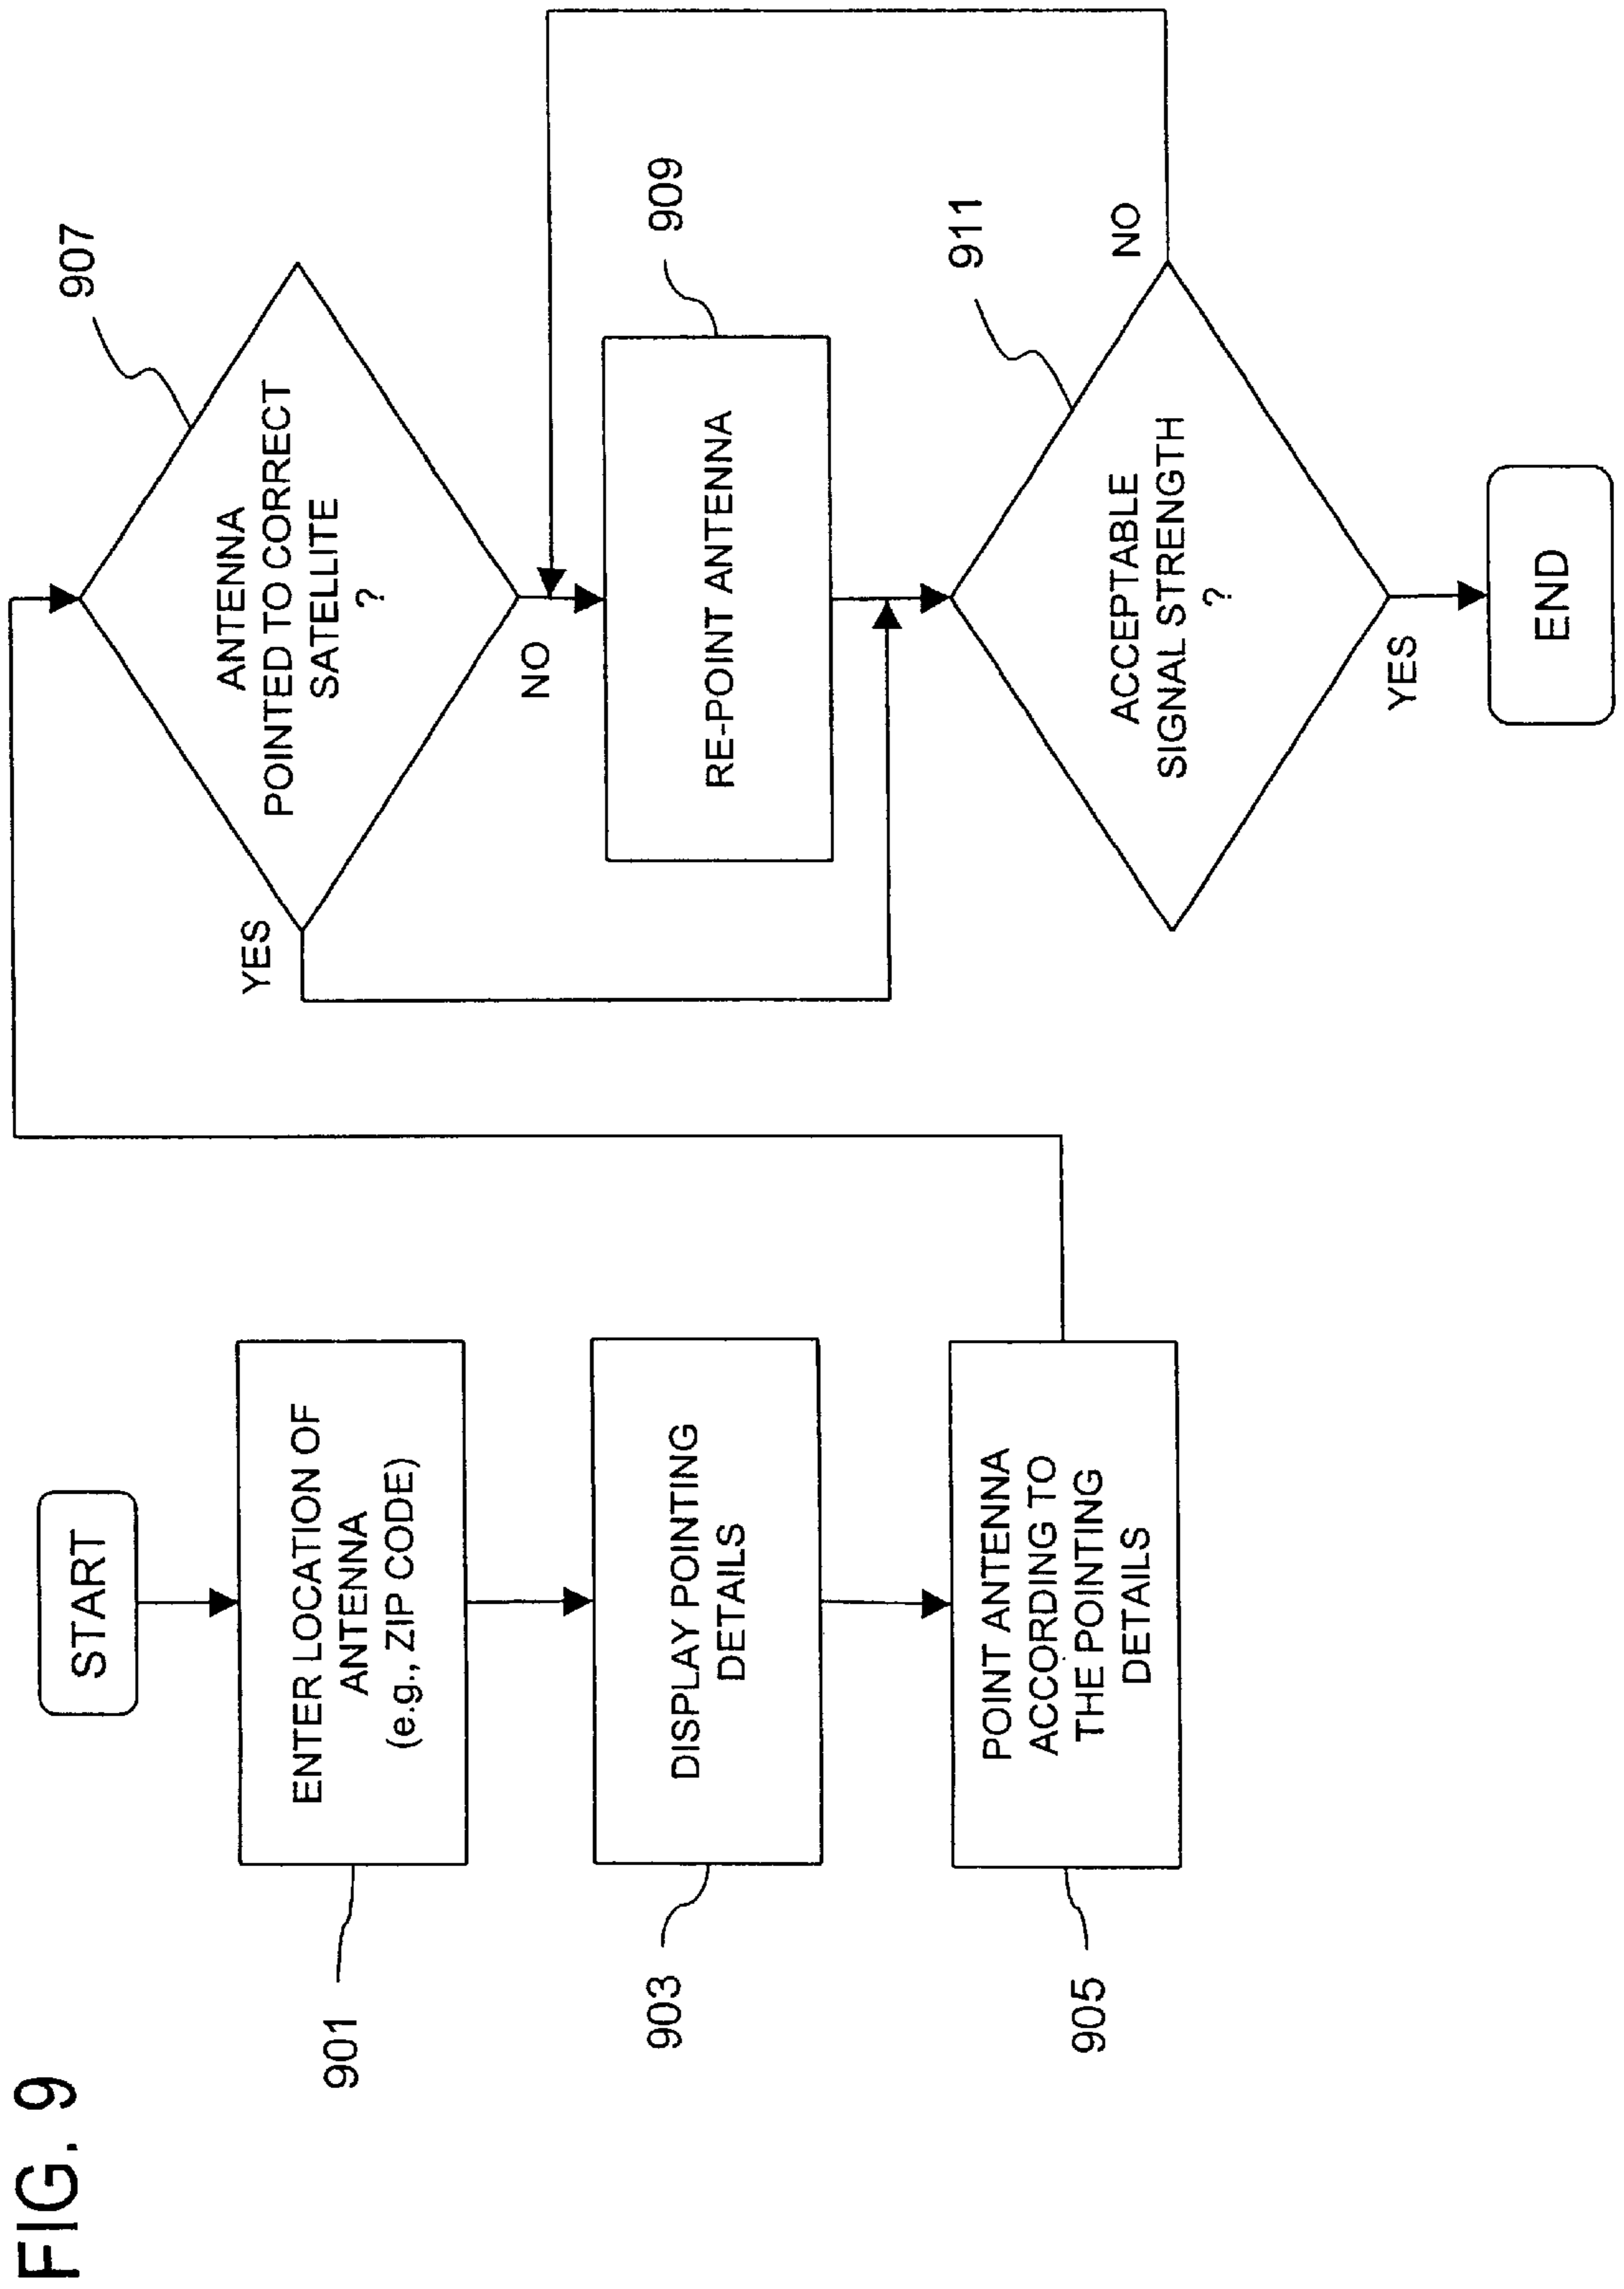 FIG. 9
START
ENTER LOCATION OF
ANTENNA
(e.g., ZIP CODE)
901
DISPLAY POINTING
DETAILS
903
POINT ANTENNA
ACCORDING TO
THE POINTING
DETAILS
905
ANTENNA
POINTED TO CORRECT
SATELLITE
?
907
YES
NO
RE-POINT ANTENNA
909
ACCEPTABLE
SIGNAL STRENGTH
?
911
NO
YES
END